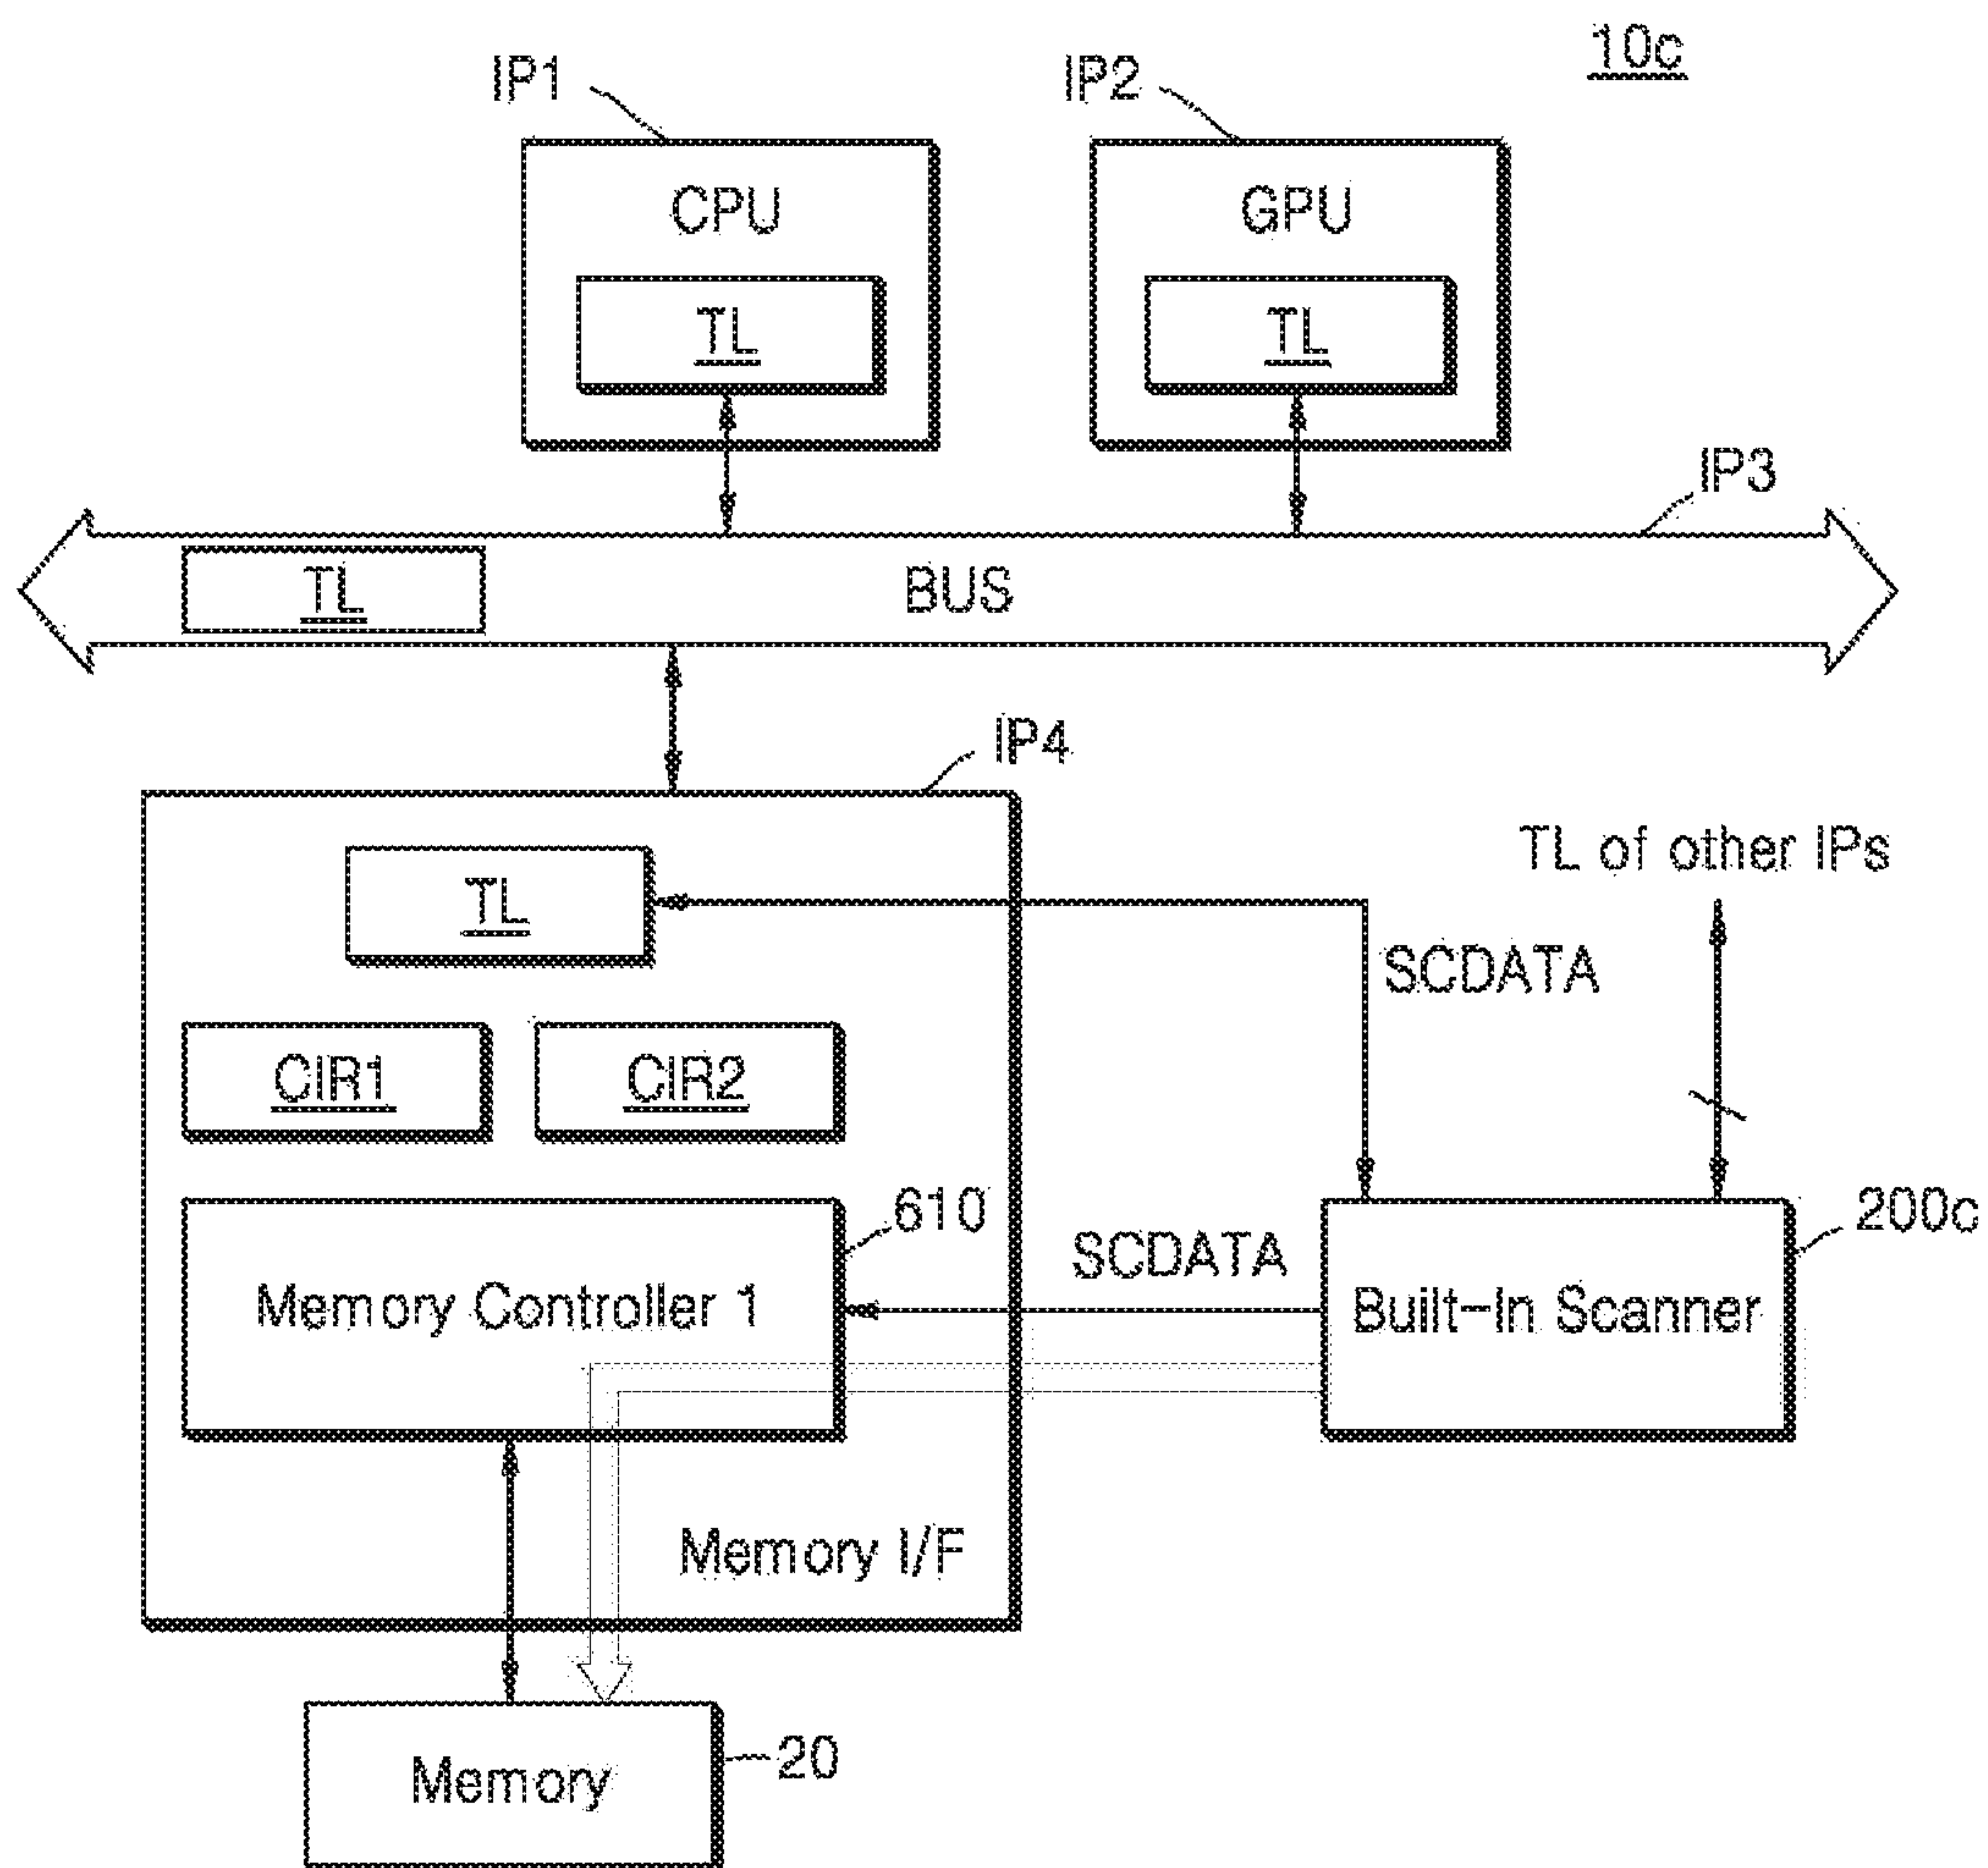 10c
IP1
IP2
CPU
GPU
TL
TL
IP3
TL
BUS
IP4
TL of other IPs
TL
SCDATA
CIR1
CIR2
610
200c
SCDATA
Memory Controller 1
Built-In Scanner
Memory I/F
20
Memory